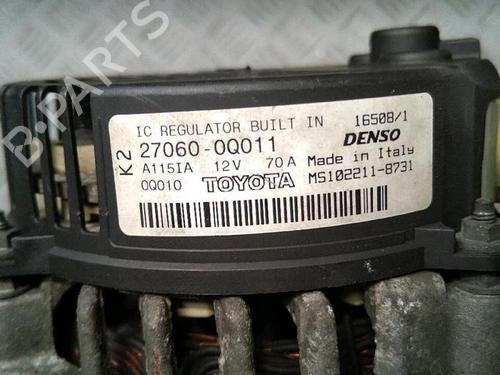 B-PARTS
IC REGULATOR BUILT IN 16508/1
K2
27060-0Q011 DENSO
A115IA 12V 70A Made in Italy
0Q010 TOYOTA MS102211-8731